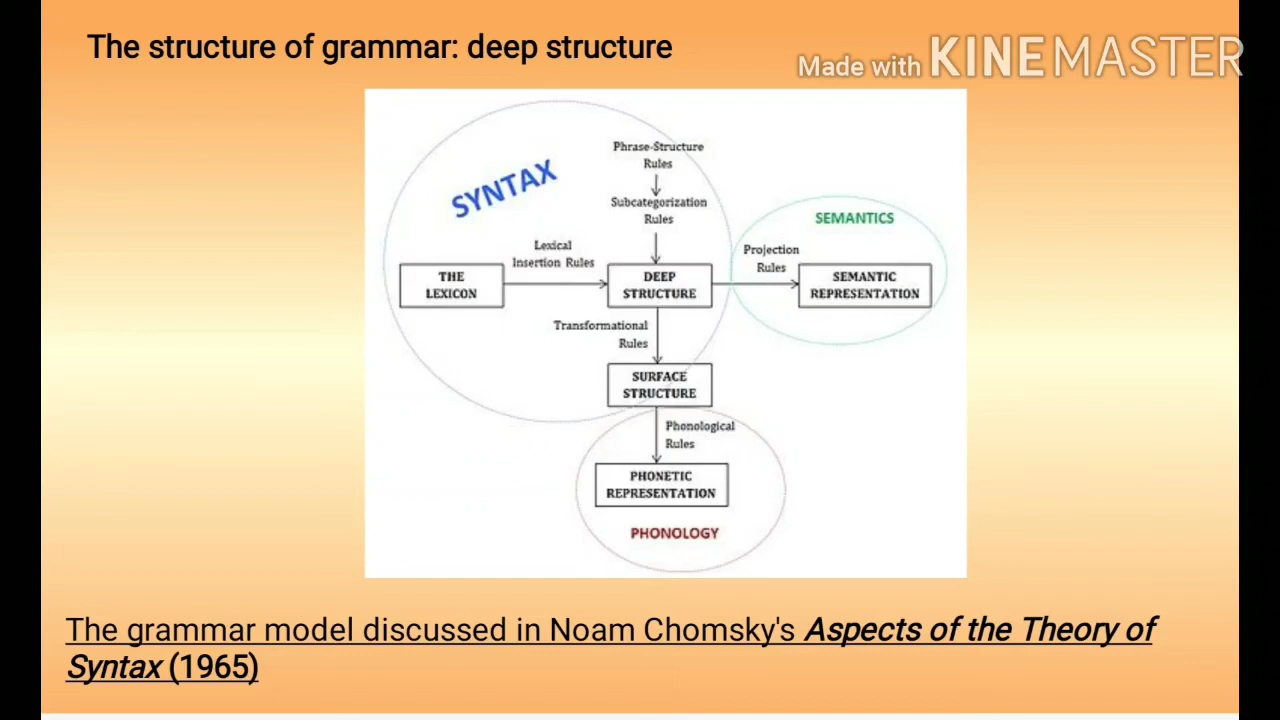 The structure of grammar: deep structure
Made with KINEMASTER
Phrase-Structure
Rules
SYNTAX
Subcategorization
Rules
SEMANTICS
Lexical
Insertion Rules
Projection
Rules
THE
LEXICON
DEEP
STRUCTURE
SEMANTIC
REPRESENTATION
Transformational
Rules
SURFACE
STRUCTURE
Phonological
Rules
PHONETIC
REPRESENTATION
PHONOLOGY
The grammar model discussed in Noam Chomsky's Aspects of the Theory of
Syntax (1965)